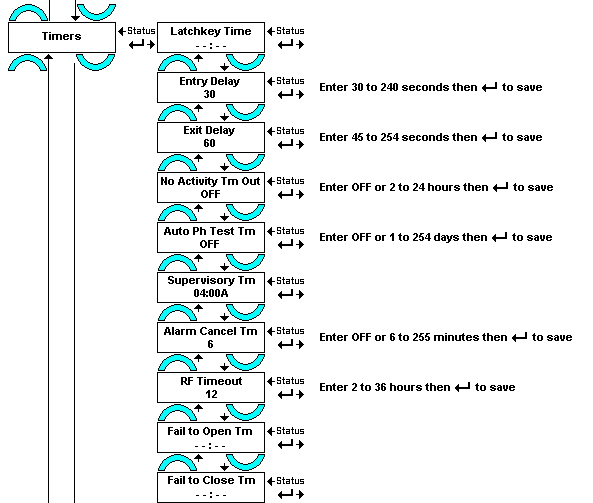 Timers
Status
Latchkey Time
--:--
Status
Entry Delay
30
Status
Enter 30 to 240 seconds then ↵ to save
Exit Delay
60
Status
Enter 45 to 254 seconds then ↵ to save
No Activity Tm Out
OFF
Status
Enter OFF or 2 to 24 hours then ↵ to save
Auto Ph Test Tm
OFF
Status
Enter OFF or 1 to 254 days then ↵ to save
Supervisory Tm
04:00A
Status
Alarm Cancel Tm
6
Status
Enter OFF or 6 to 255 minutes then ↵ to save
RF Timeout
12
Status
Enter 2 to 36 hours then ↵ to save
Fail to Open Tm
--:--
Status
Fail to Close Tm
--:--
Status